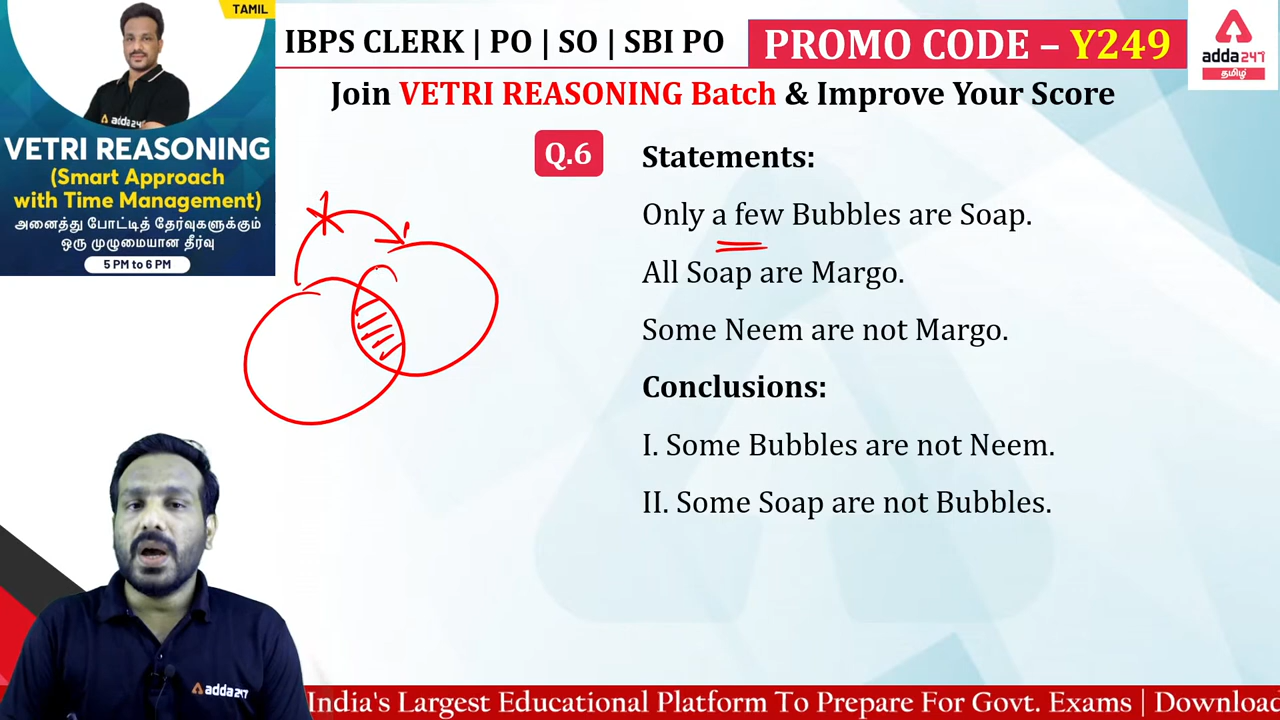 TAMIL
adda247
VETRI REASONING
(Smart Approach
with Time Management)
அனைத்து போட்டித் தேர்வுகளுக்கும்
ஒரு முழுமையான தீர்வு
5 PM to 6 PM
IBPS CLERK | PO | SO | SBI PO
PROMO CODE – Y249
adda247
தமிழ்
Join VETRI REASONING Batch & Improve Your Score
Q.6
Statements:
Only a few Bubbles are Soap.
All Soap are Margo.
Some Neem are not Margo.
Conclusions:
I. Some Bubbles are not Neem.
II. Some Soap are not Bubbles.
adda247
India's Largest Educational Platform To Prepare For Govt. Exams | Download